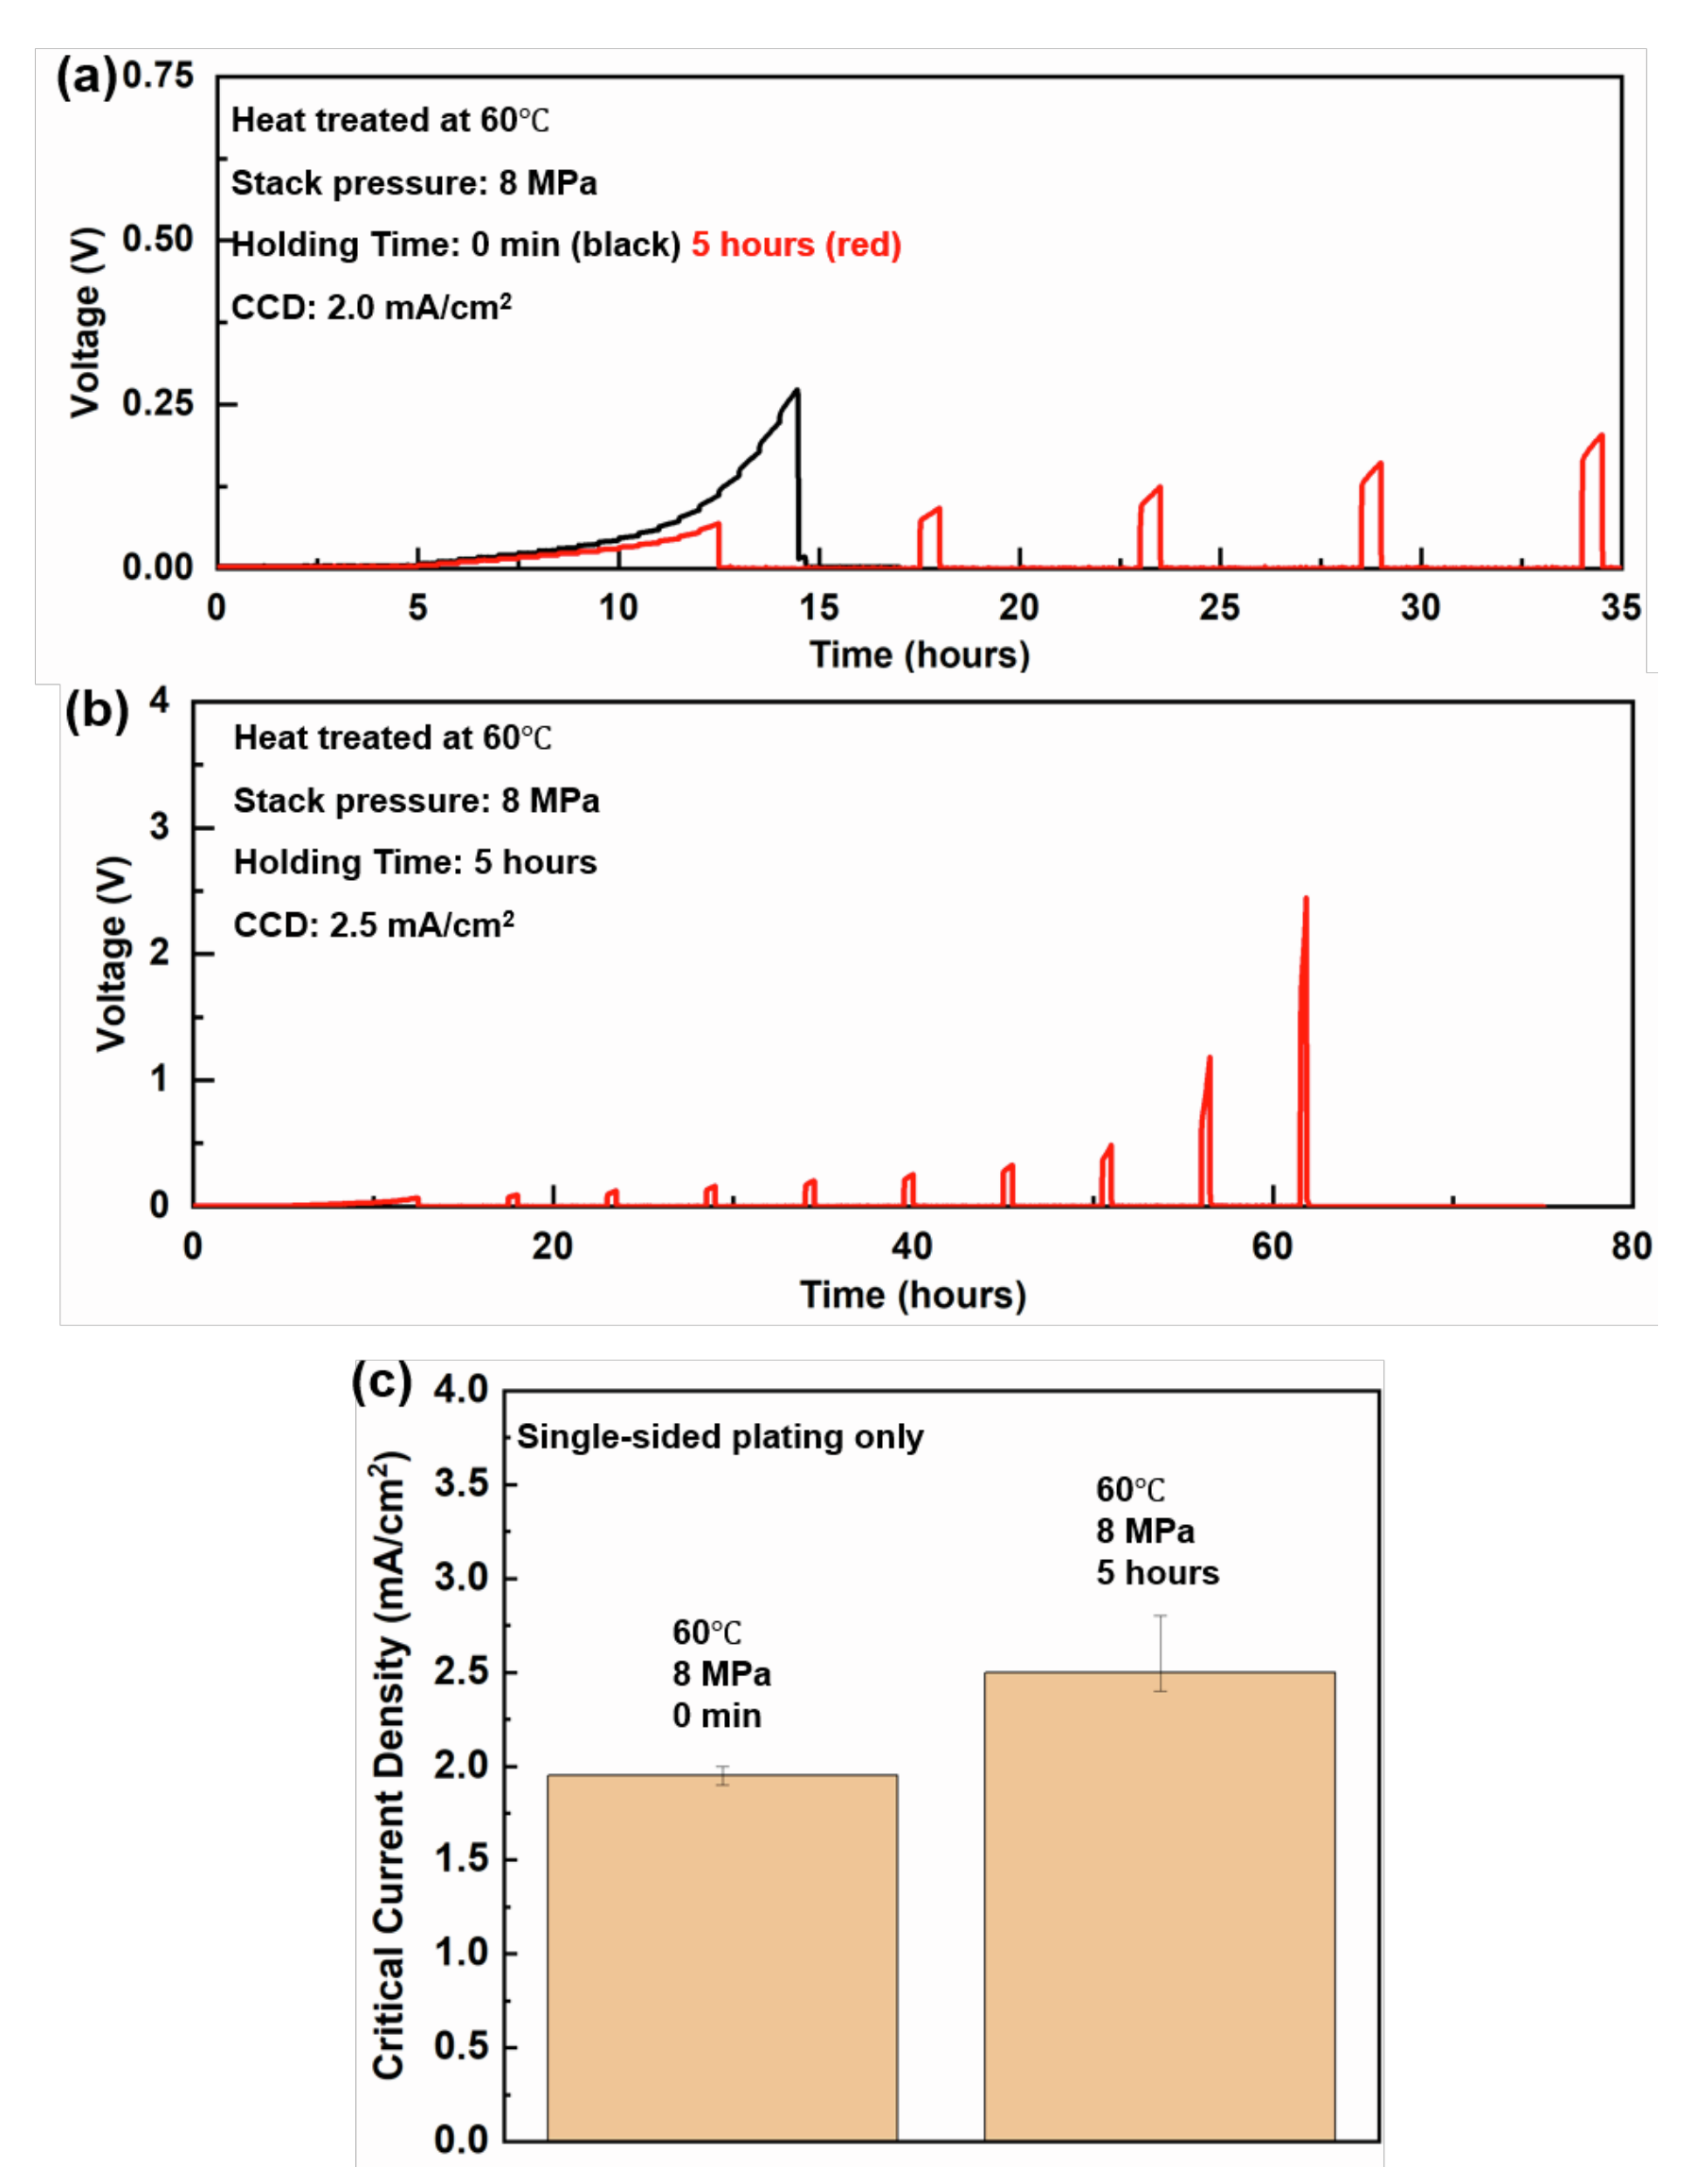 (a)
0.75
0.50
0.25
0.00
Voltage (V)
Heat treated at 60℃
Stack pressure: 8 MPa
Holding Time: 0 min (black) 5 hours (red)
CCD: 2.0 mA/cm²
0 5 10 15 20 25 30 35
Time (hours)
(b)
4
3
2
1
0
Voltage (V)
Heat treated at 60℃
Stack pressure: 8 MPa
Holding Time: 5 hours
CCD: 2.5 mA/cm²
0 20 40 60 80
Time (hours)
(c)
4.0
3.5
3.0
2.5
2.0
1.5
1.0
0.5
0.0
Critical Current Density (mA/cm²)
Single-sided plating only
60℃
8 MPa
0 min
60℃
8 MPa
5 hours